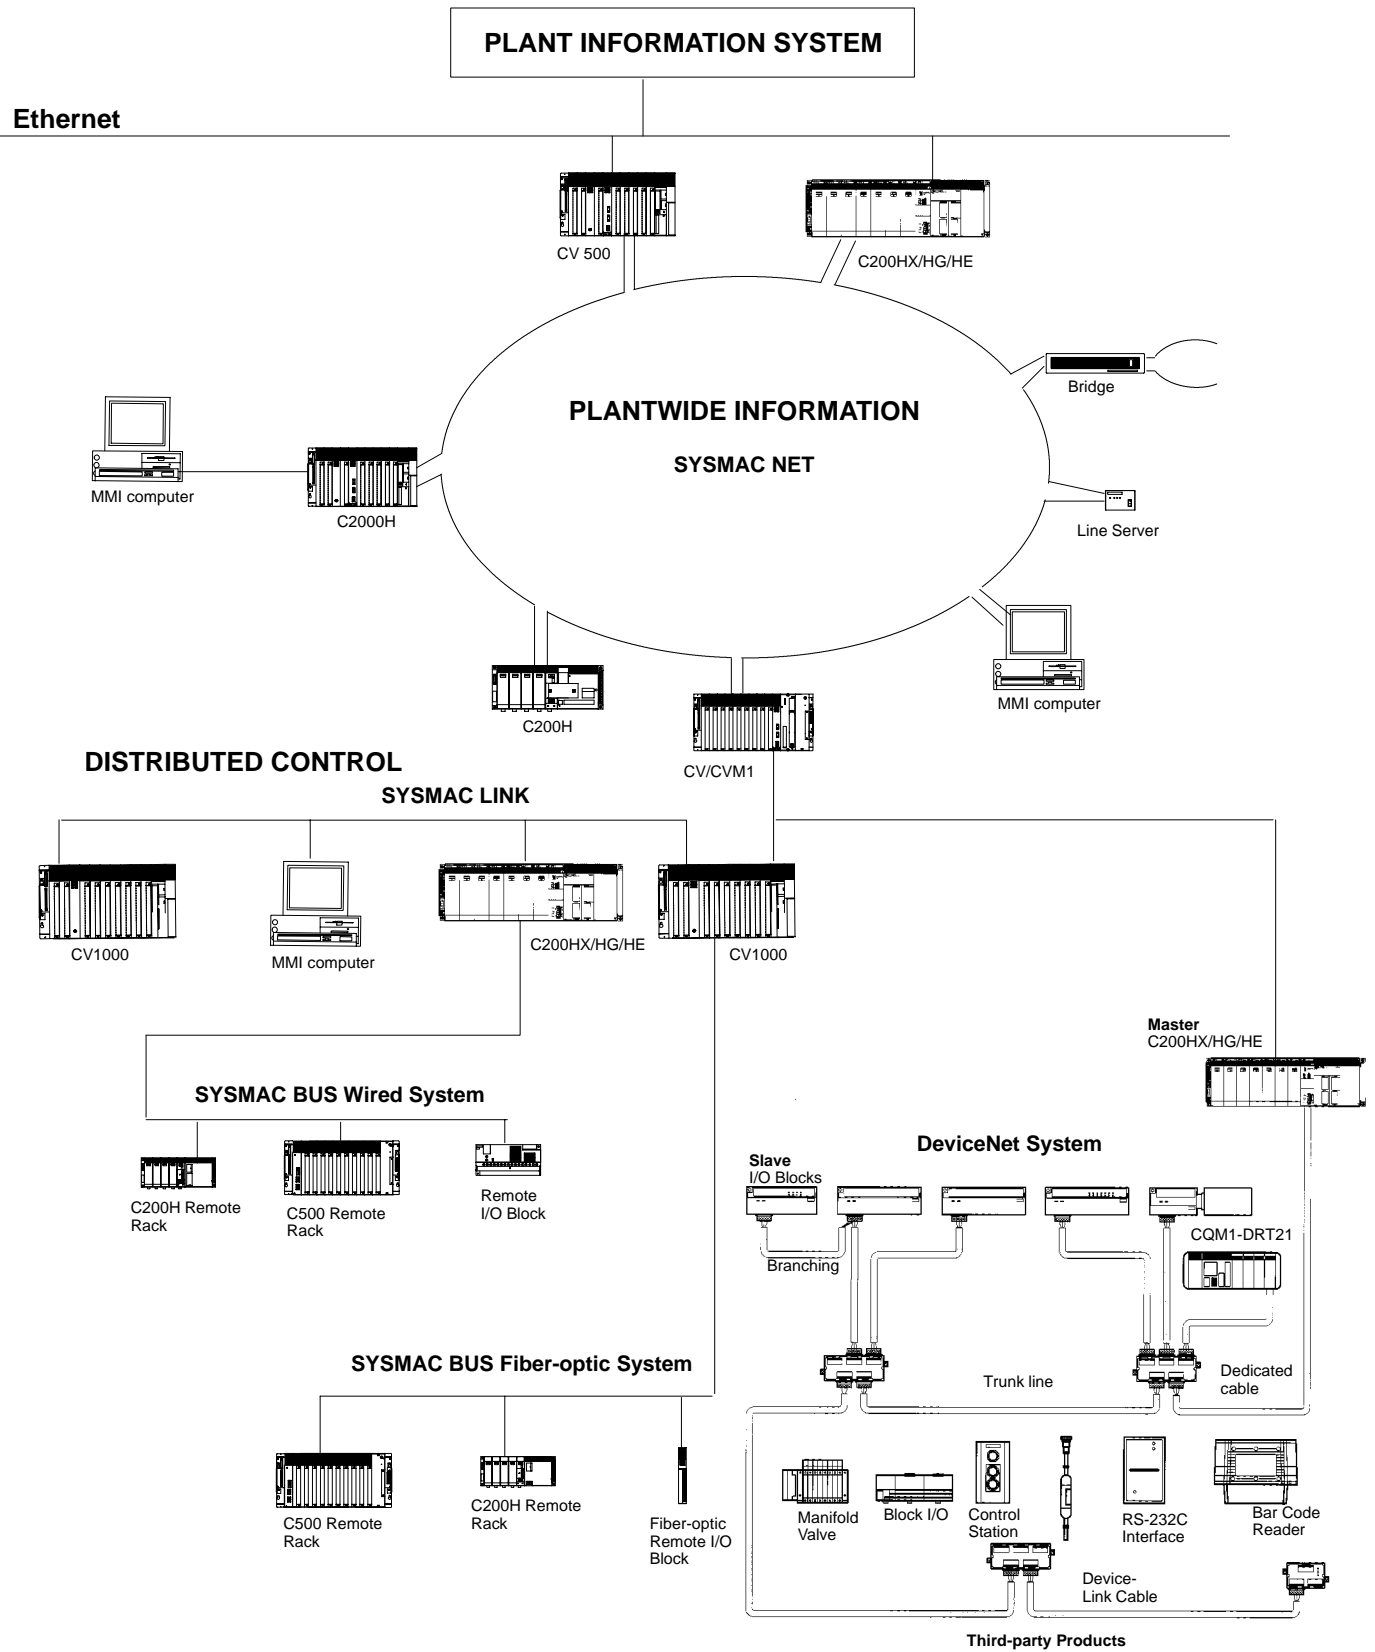 PLANT INFORMATION SYSTEM
Ethernet
CV 500
C200HX/HG/HE
Bridge
PLANTWIDE INFORMATION
SYSMAC NET
MMI computer
C2000H
Line Server
C200H
MMI computer
CV/CVM1
DISTRIBUTED CONTROL
SYSMAC LINK
CV1000
MMI computer
C200HX/HG/HE
CV1000
Master
C200HX/HG/HE
SYSMAC BUS Wired System
DeviceNet System
Slave
I/O Blocks
C200H Remote
Rack
C500 Remote
Rack
Remote
I/O Block
CQM1-DRT21
Branching
SYSMAC BUS Fiber-optic System
Trunk line
Dedicated
cable
C500 Remote
Rack
C200H Remote
Rack
Fiber-optic
Remote I/O
Block
Manifold
Valve
Block I/O
Control
Station
RS-232C
Interface
Bar Code
Reader
Device-
Link Cable
Third-party Products